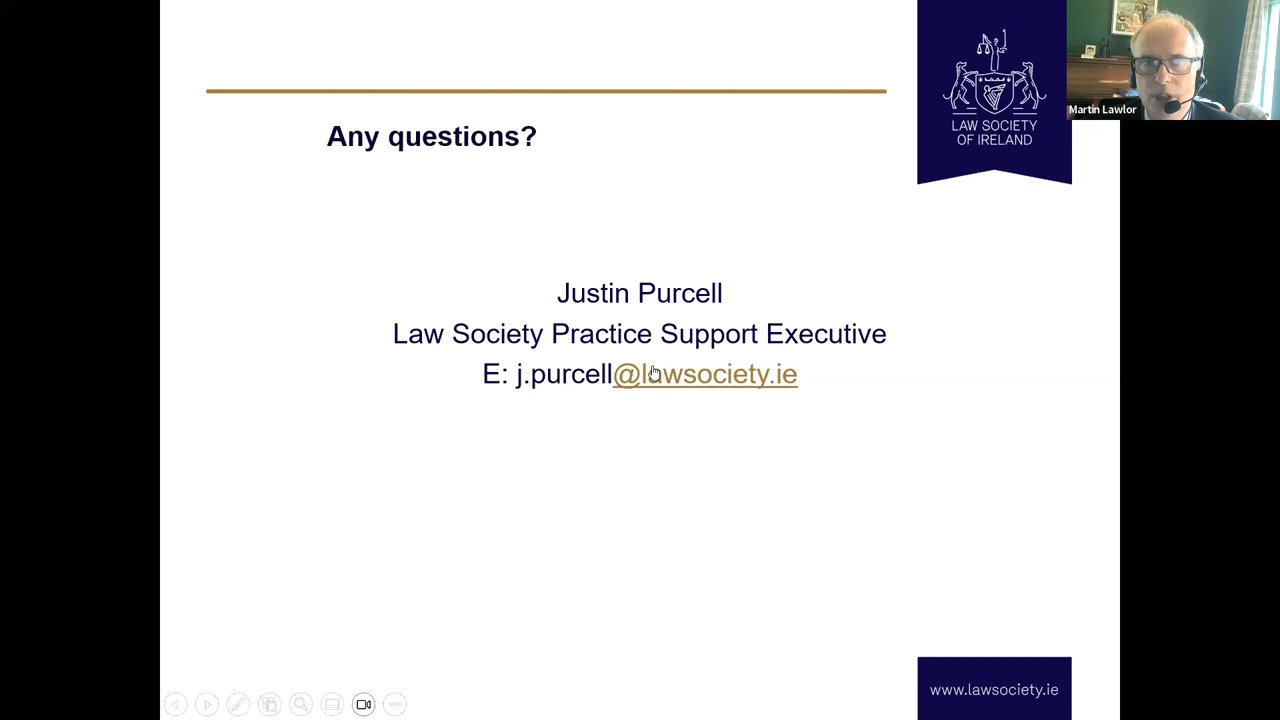 Any questions?
LAW SOCIETY
OF IRELAND
Martin Lawlor
Justin Purcell
Law Society Practice Support Executive
E: j.purcell@lawsociety.ie
www.lawsociety.ie